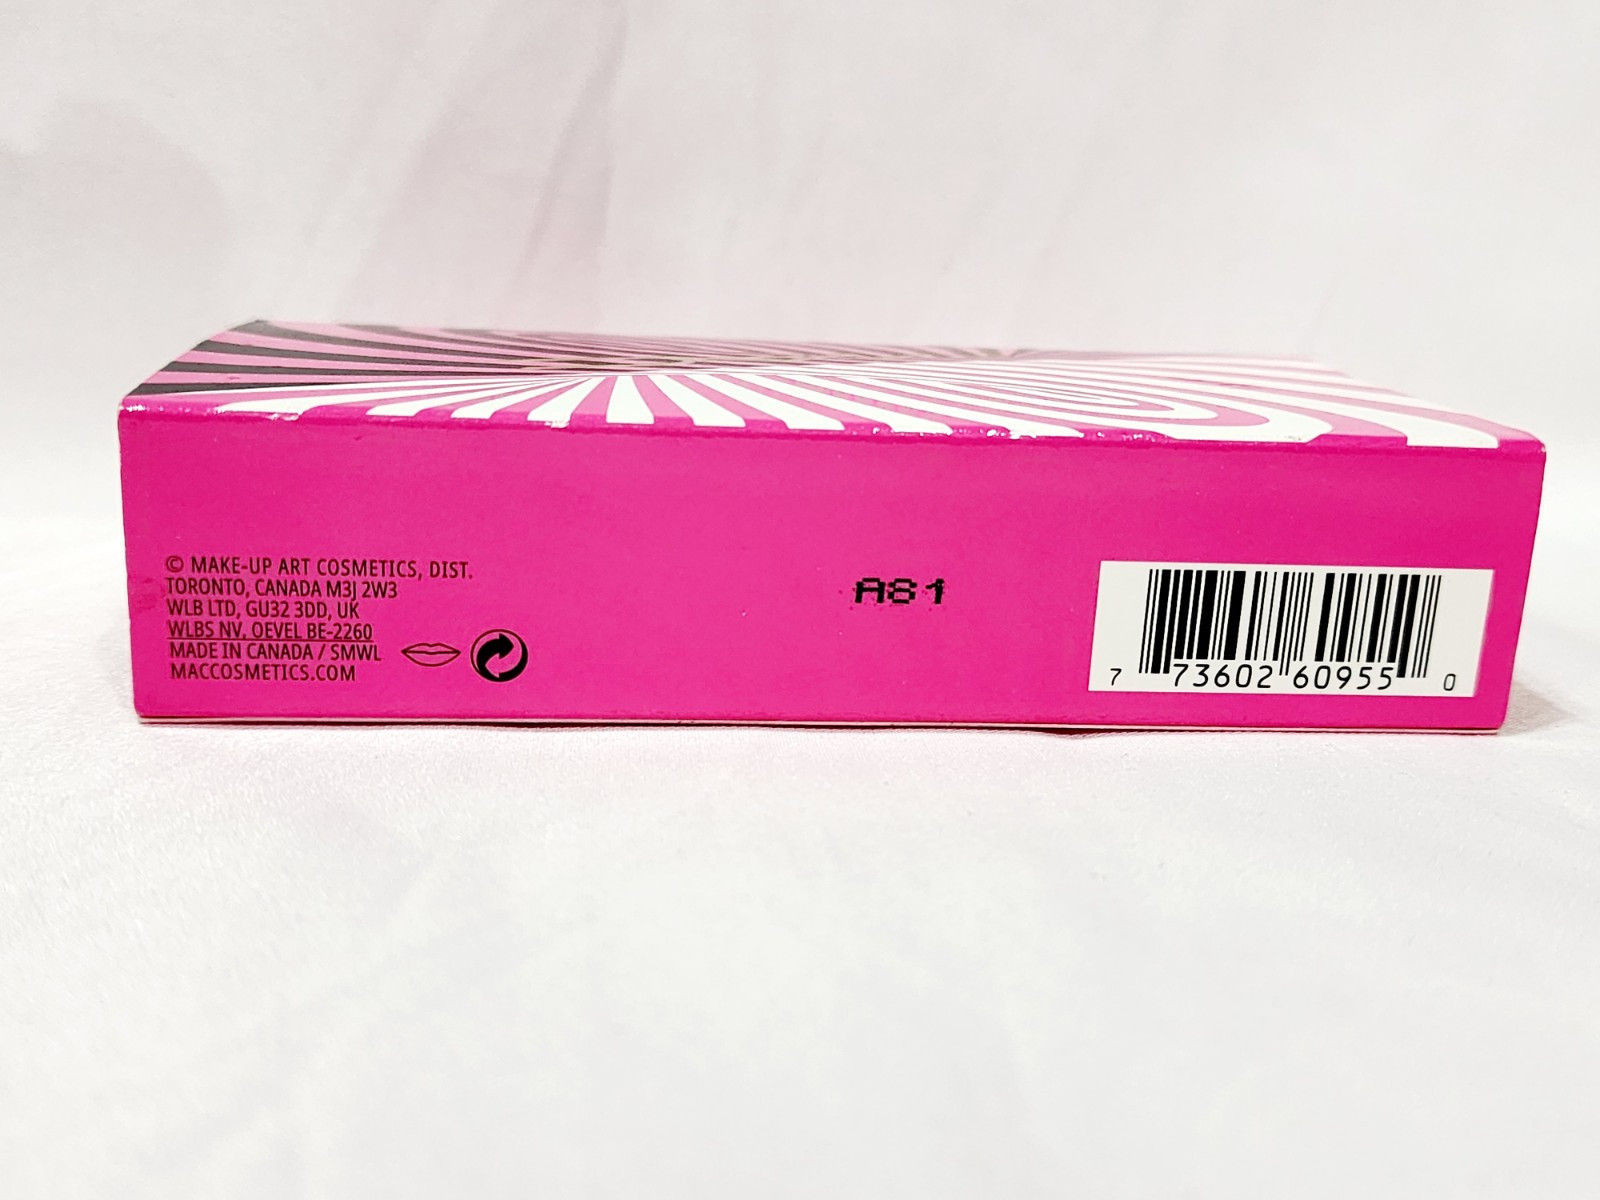 © MAKE-UP ART COSMETICS, DIST.
TORONTO, CANADA M3J 2W3
WLB LTD, GU32 3DD, UK
WLBS NV, OEVEL BE-2260
MADE IN CANADA / SMWL
MACCOSMETICS.COM
A81
7 73602 60955 0